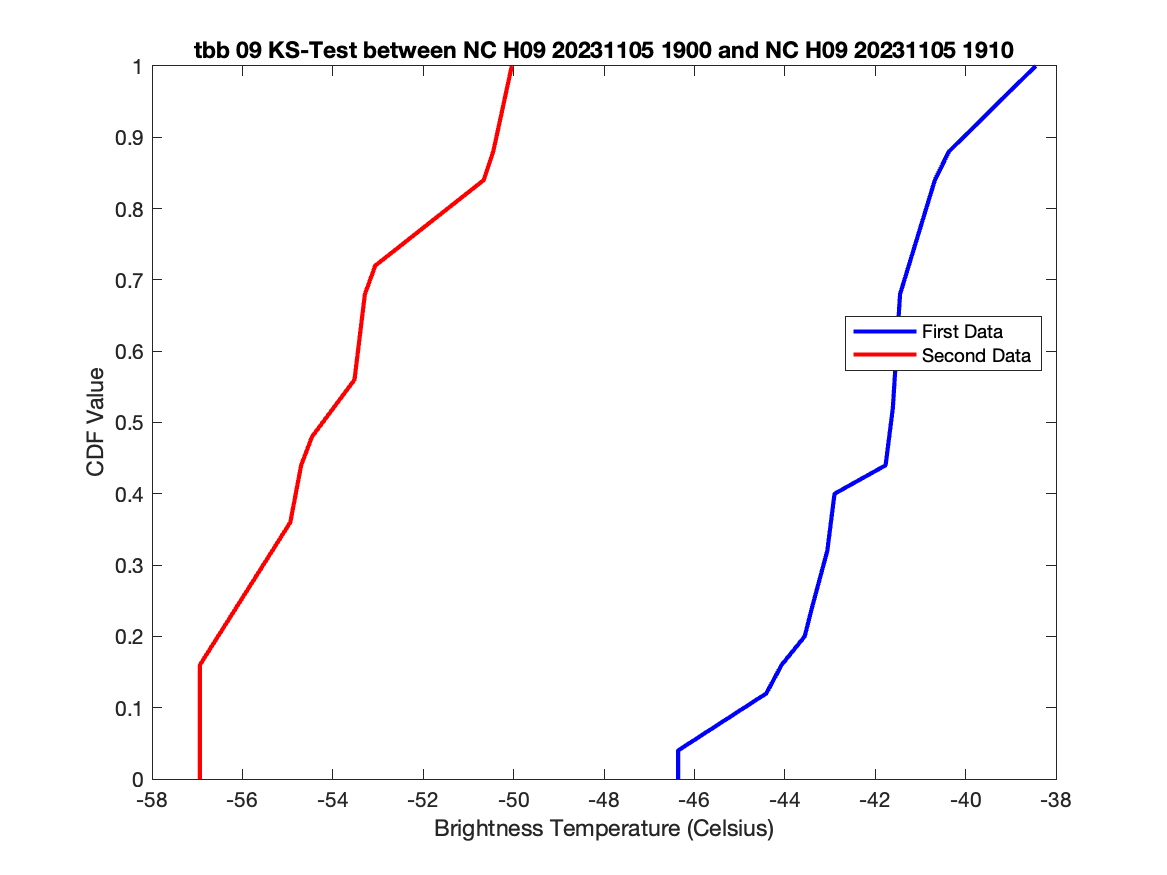 tbb 09 KS-Test between NC H09 20231105 1900 and NC H09 20231105 1910
1
0.9
0.8
0.7
0.6
0.5
0.4
0.3
0.2
0.1
0
CDF Value
First Data
Second Data
-58 -56 -54 -52 -50 -48 -46 -44 -42 -40 -38
Brightness Temperature (Celsius)